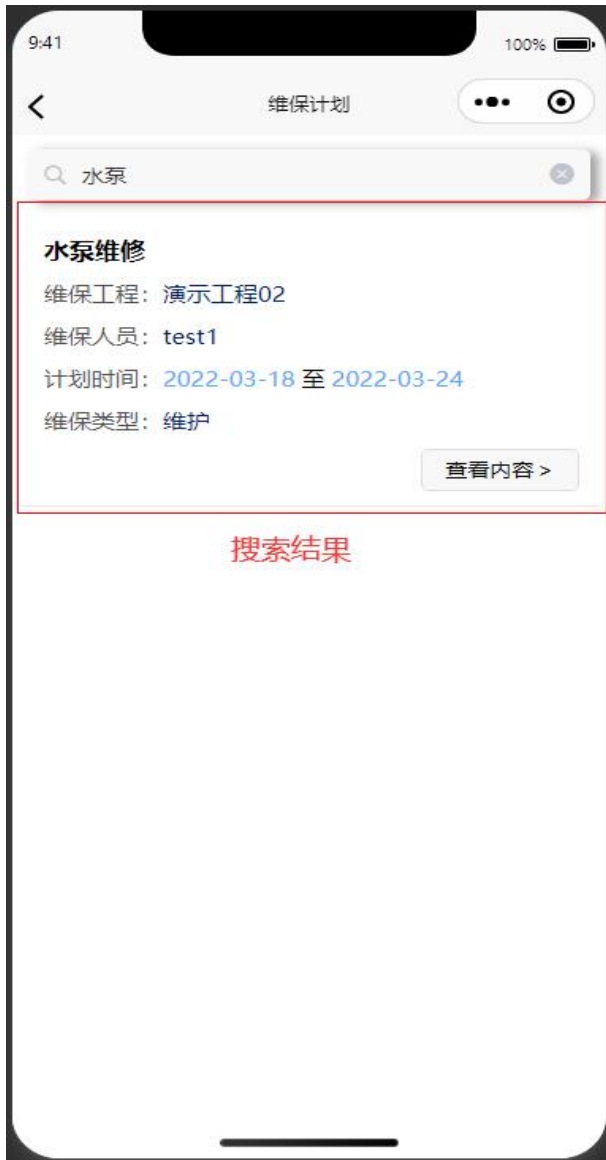 9:41
100%
维保计划
水泵
水泵维修
维保工程：演示工程02
维保人员：test1
计划时间：2022-03-18 至 2022-03-24
维保类型：维护
查看内容 >
搜索结果